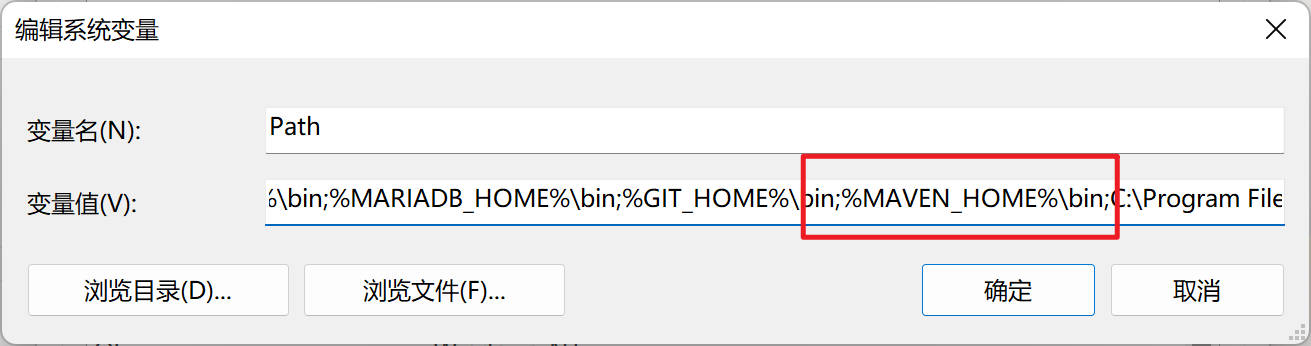 编辑系统变量
变量名(N):
Path
变量值(V):
%\bin;%MARIADB_HOME%\bin;%GIT_HOME%\bin;%MAVEN_HOME%\bin;C:\Program File
浏览目录(D)...
浏览文件(F)...
确定
取消